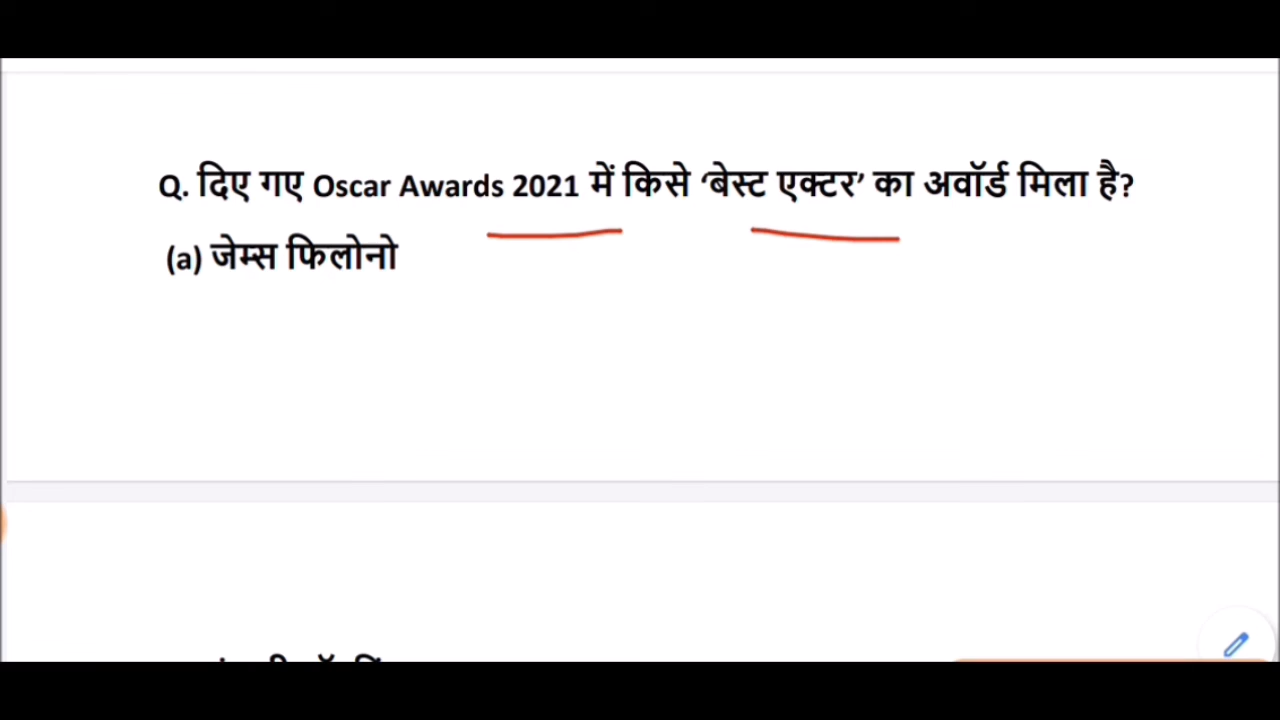 Q. दिए गए Oscar Awards 2021 में किसे ‘बेस्ट एक्टर’ का अवॉर्ड मिला है?
(a) जेम्स फिलोनो